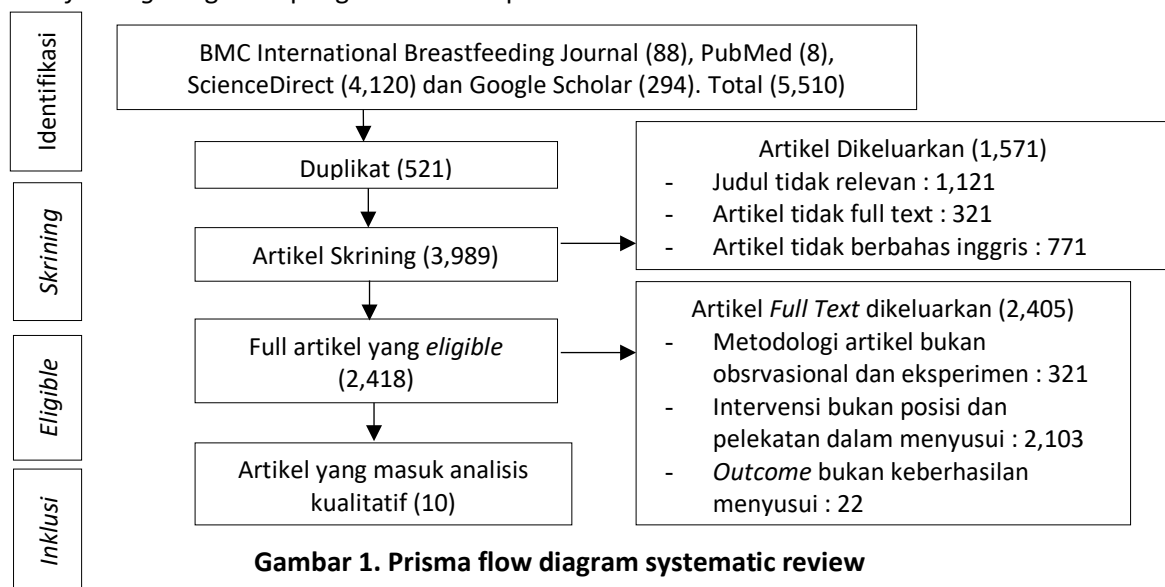 Identifikasi
BMC International Breastfeeding Journal (88), PubMed (8),
ScienceDirect (4,120) dan Google Scholar (294). Total (5,510)
Duplikat (521)
Artikel Dikeluarkan (1,571)
- Judul tidak relevan : 1,121
- Artikel tidak full text : 321
- Artikel tidak berbahas inggris : 771
Skrining
Artikel Skrining (3,989)
Eligible
Full artikel yang eligible
(2,418)
Artikel Full Text dikeluarkan (2,405)
- Metodologi artikel bukan
obsrvasional dan eksperimen : 321
- Intervensi bukan posisi dan
pelekatan dalam menyusui : 2,103
- Outcome bukan keberhasilan
menyusui : 22
Inklusi
Artikel yang masuk analisis
kualitatif (10)
Gambar 1. Prisma flow diagram systematic review